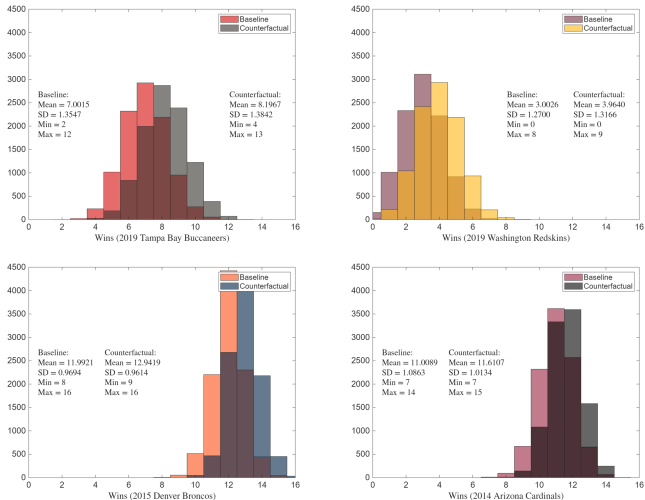 4500
4000
3500
3000
2500
2000
1500
1000
500
0
Baseline
Counterfactual
Baseline: Counterfactual:
Mean = 7.0015 Mean = 8.1967
SD = 1.3547 SD = 1.3842
Min = 2 Min = 4
Max = 12 Max = 13
0 2 4 6 8 10 12 14 16
Wins (2019 Tampa Bay Buccaneers)
4500
4000
3500
3000
2500
2000
1500
1000
500
0
Baseline
Counterfactual
Baseline: Counterfactual:
Mean = 3.0026 Mean = 3.9640
SD = 1.2700 SD = 1.3166
Min = 0 Min = 0
Max = 8 Max = 9
0 2 4 6 8 10 12 14 16
Wins (2019 Washington Redskins)
4500
4000
3500
3000
2500
2000
1500
1000
500
0
Baseline
Counterfactual
Baseline: Counterfactual:
Mean = 11.9921 Mean = 12.9419
SD = 0.9694 SD = 0.9614
Min = 8 Min = 9
Max = 16 Max = 16
0 2 4 6 8 10 12 14 16
Wins (2015 Denver Broncos)
4500
4000
3500
3000
2500
2000
1500
1000
500
0
Baseline
Counterfactual
Baseline: Counterfactual:
Mean = 11.0089 Mean = 11.6107
SD = 1.0863 SD = 1.0134
Min = 7 Min = 7
Max = 14 Max = 15
0 2 4 6 8 10 12 14 16
Wins (2014 Arizona Cardinals)